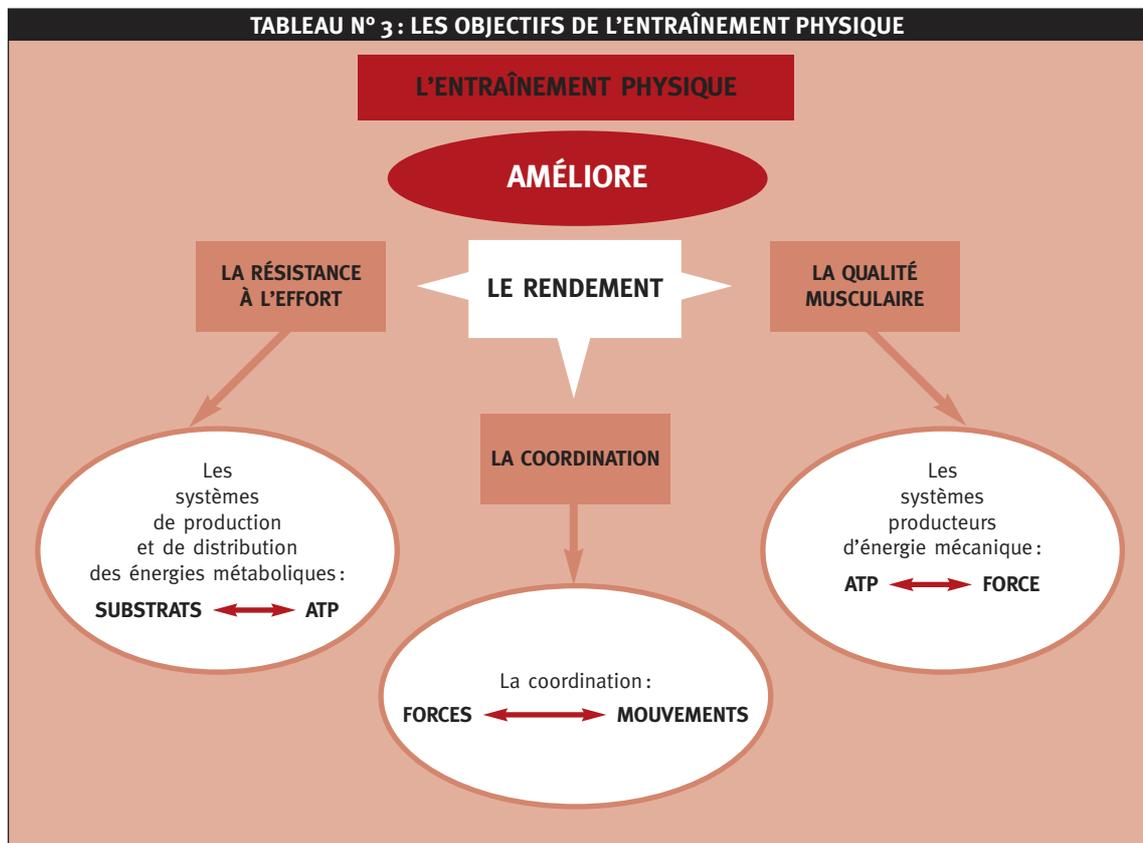 TABLEAU Nº 3 : LES OBJECTIFS DE L'ENTRAÎNEMENT PHYSIQUE
L'ENTRAÎNEMENT PHYSIQUE
AMÉLIORE
LA RÉSISTANCE
À L'EFFORT
LE RENDEMENT
LA QUALITÉ
MUSCULAIRE
LA COORDINATION
Les
systèmes
de production
et de distribution
des énergies métaboliques :
SUBSTRATS ATP
Les
systèmes
producteurs
d'énergie mécanique :
ATP FORCE
La coordination :
FORCES MOUVEMENTS